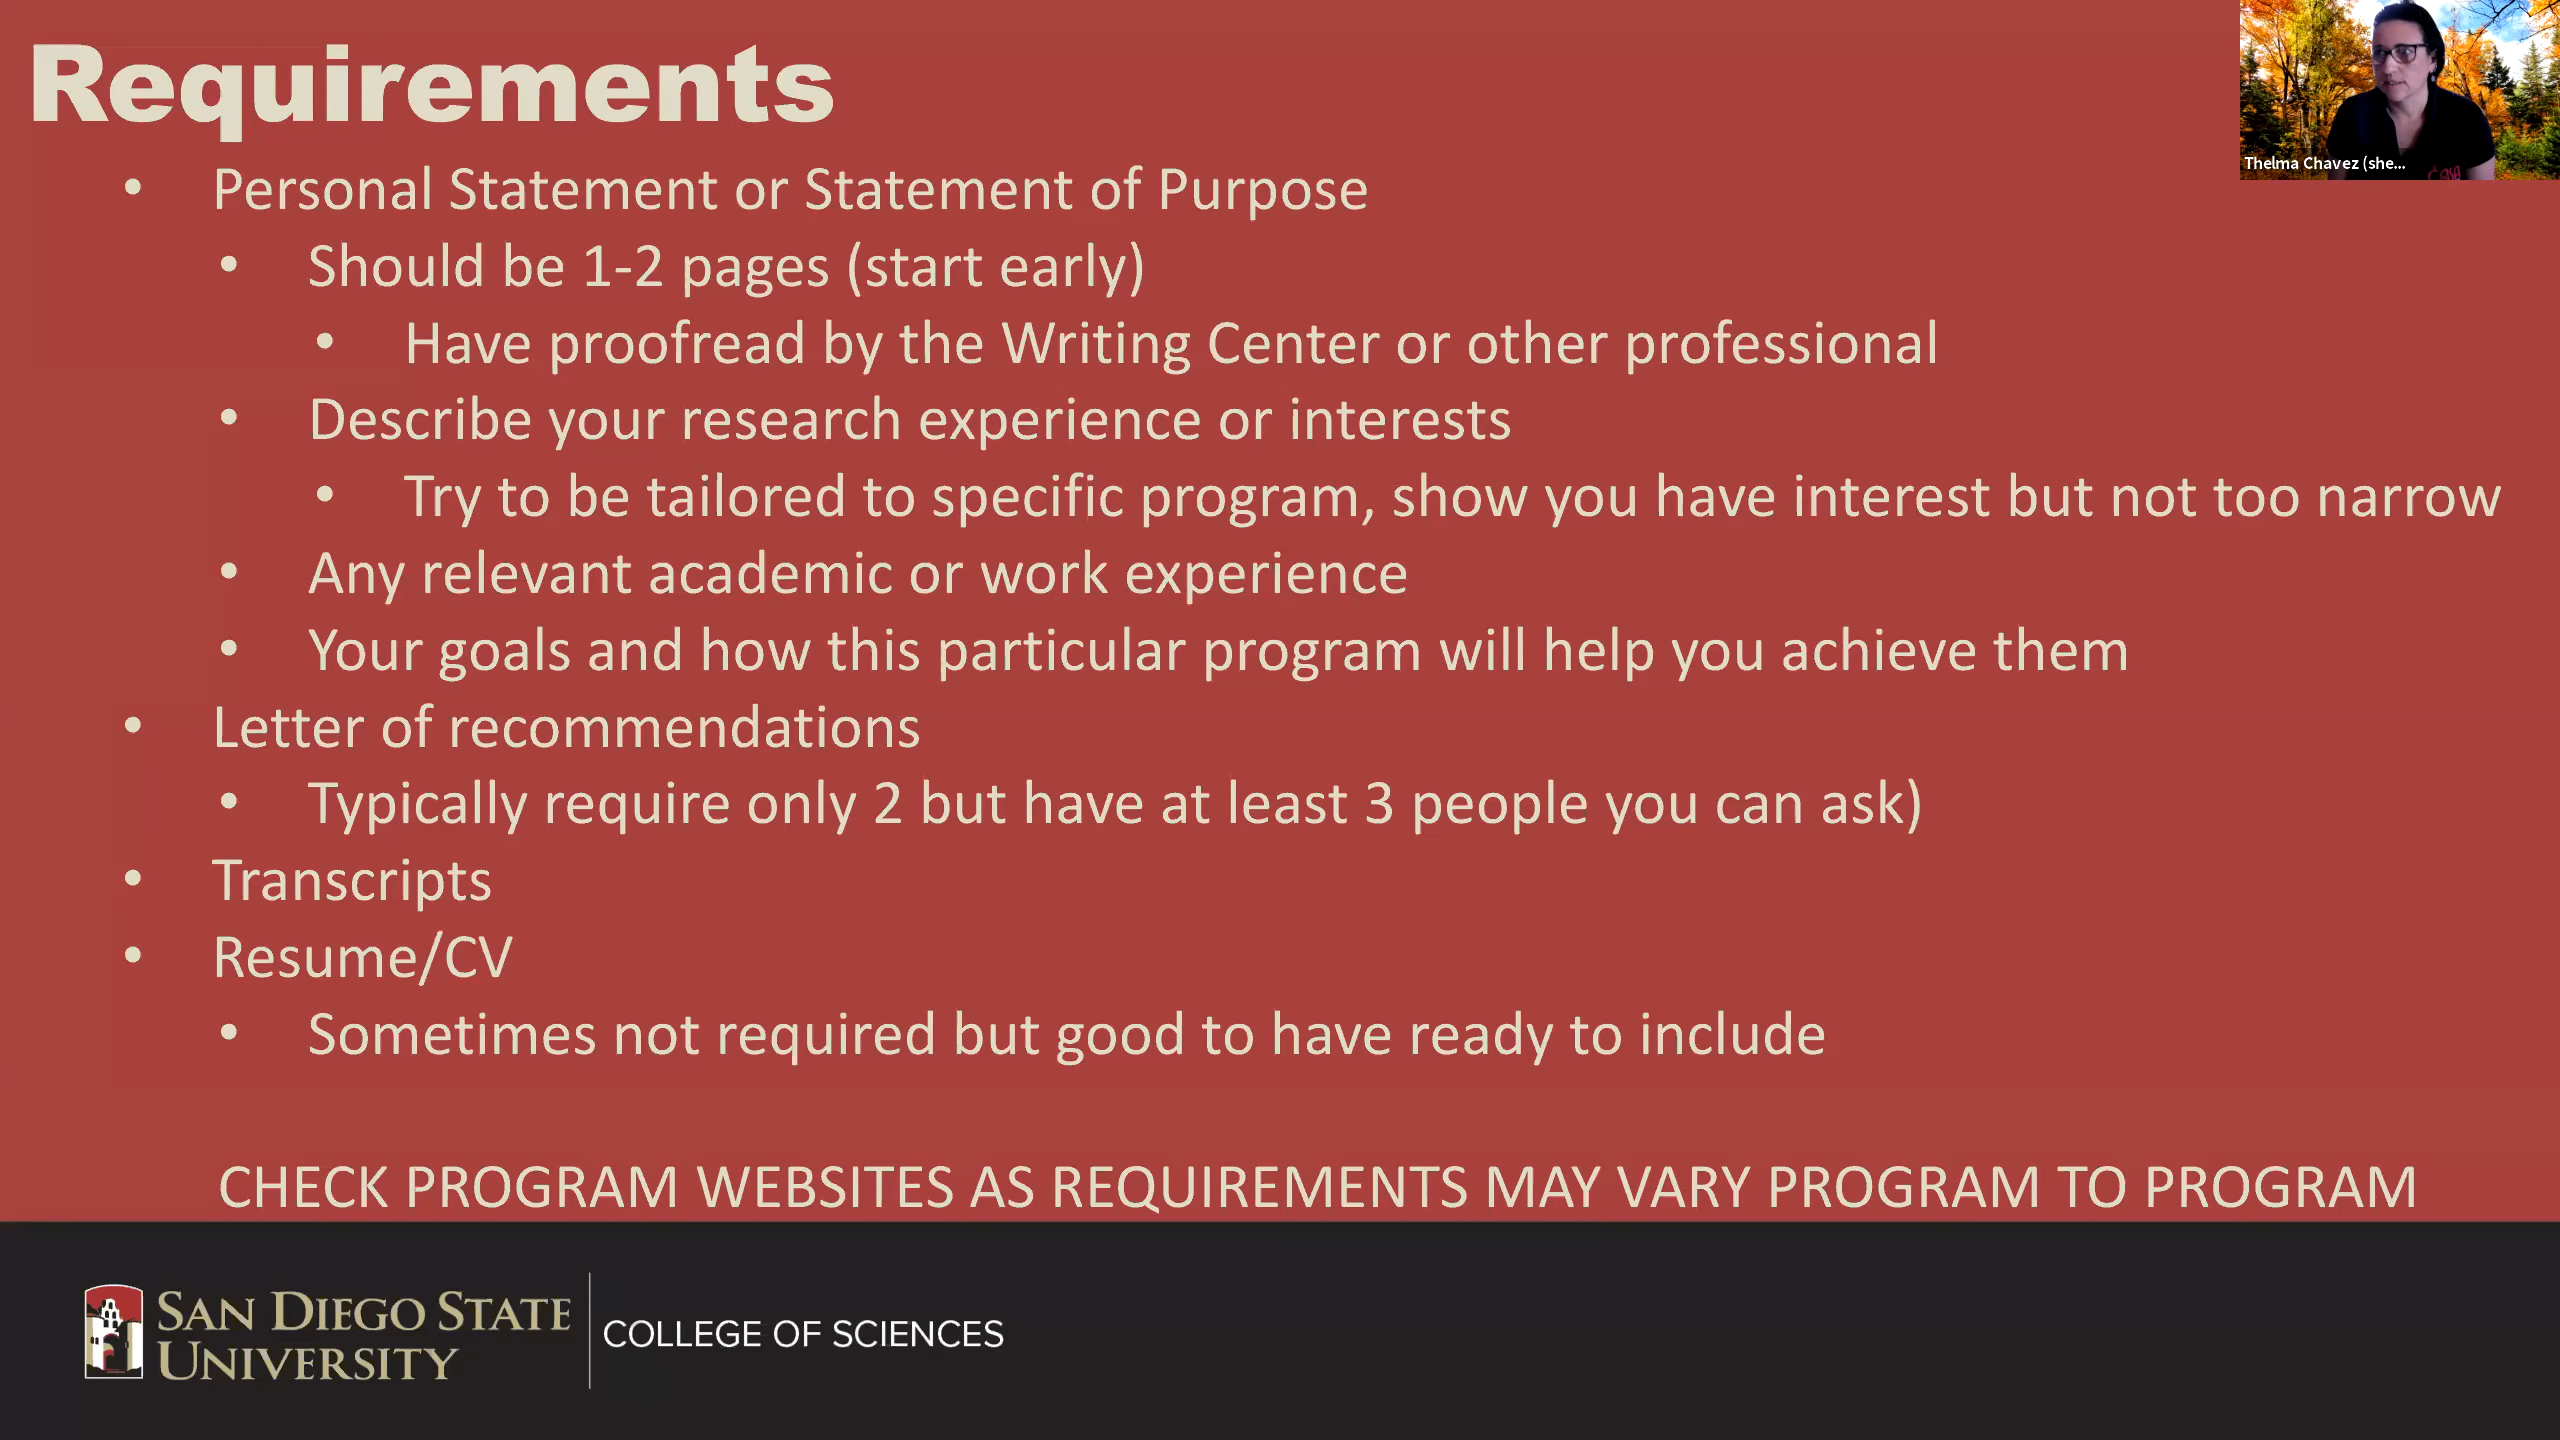 Requirements
Thelma Chavez (she...
• Personal Statement or Statement of Purpose
• Should be 1-2 pages (start early)
• Have proofread by the Writing Center or other professional
• Describe your research experience or interests
• Try to be tailored to specific program, show you have interest but not too narrow
• Any relevant academic or work experience
• Your goals and how this particular program will help you achieve them
• Letter of recommendations
• Typically require only 2 but have at least 3 people you can ask)
• Transcripts
• Resume/CV
• Sometimes not required but good to have ready to include
CHECK PROGRAM WEBSITES AS REQUIREMENTS MAY VARY PROGRAM TO PROGRAM
SAN DIEGO STATE
UNIVERSITY
COLLEGE OF SCIENCES